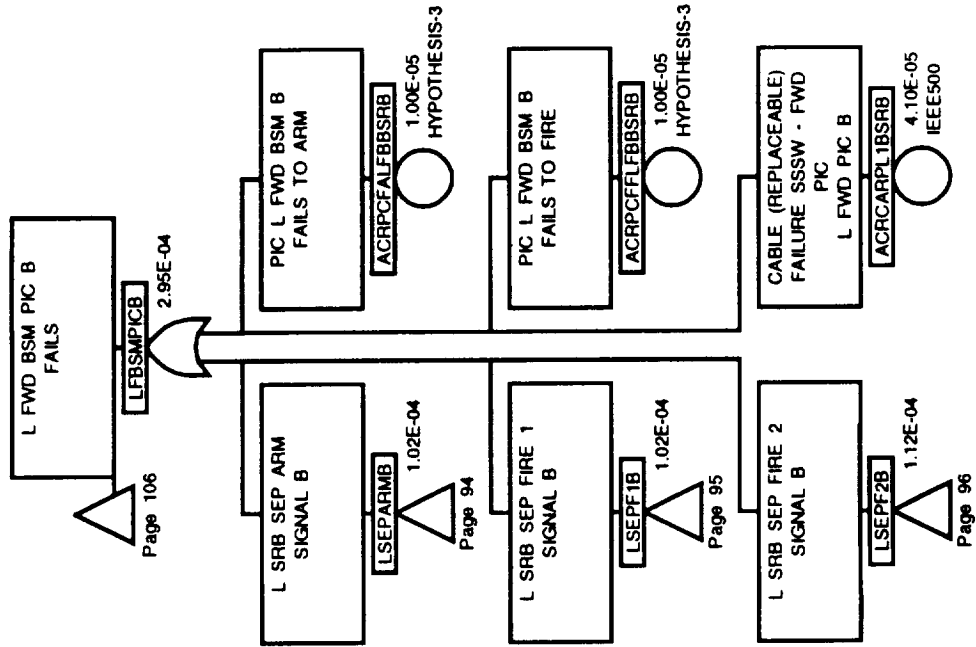 L FWD BSM PIC B
FAILS
LFBSMPICB
2.95E-04
Page 106
L SRB SEP ARM
SIGNAL B
LSEPARMB
1.02E-04
Page 94
PIC L FWD BSM B
FAILS TO ARM
ACRPCFALFBBSRB
1.00E-05
HYPOTHESIS-3
L SRB SEP FIRE 1
SIGNAL B
LSEPF1B
1.02E-04
Page 95
PIC L FWD BSM B
FAILS TO FIRE
ACRPCFFLFBBSRB
1.00E-05
HYPOTHESIS-3
L SRB SEP FIRE 2
SIGNAL B
LSEPF2B
1.12E-04
Page 96
CABLE (REPLACEABLE)
FAILURE SSSW - FWD
PIC
L FWD PIC B
ACRCARPL1BSRB
4.10E-05
IEEE500